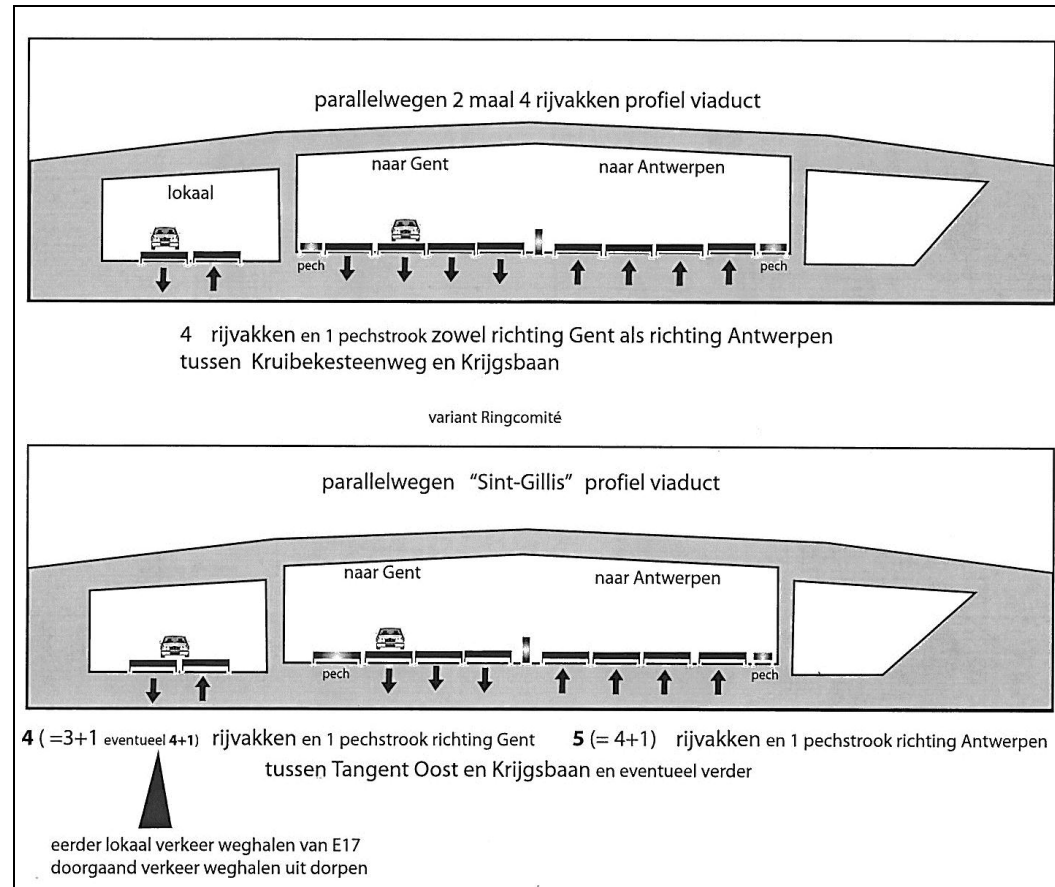 parallelwegen 2 maal 4 rijvakken profiel viaduct
naar Gent
naar Antwerpen
lokaal
pech
pech
4 rijvakken en 1 pechstrook zowel richting Gent als richting Antwerpen
tussen Kruibekesteenweg en Krijgsbaan
variant Ringcomité
parallelwegen "Sint-Gillis" profiel viaduct
naar Gent
naar Antwerpen
pech
pech
4 ( =3+1 eventueel 4+1) rijvakken en 1 pechstrook richting Gent 5 (= 4+1) rijvakken en 1 pechstrook richting Antwerpen
tussen Tangent Oost en Krijgsbaan en eventueel verder
eerder lokaal verkeer weghalen van E17
doorgaand verkeer weghalen uit dorpen